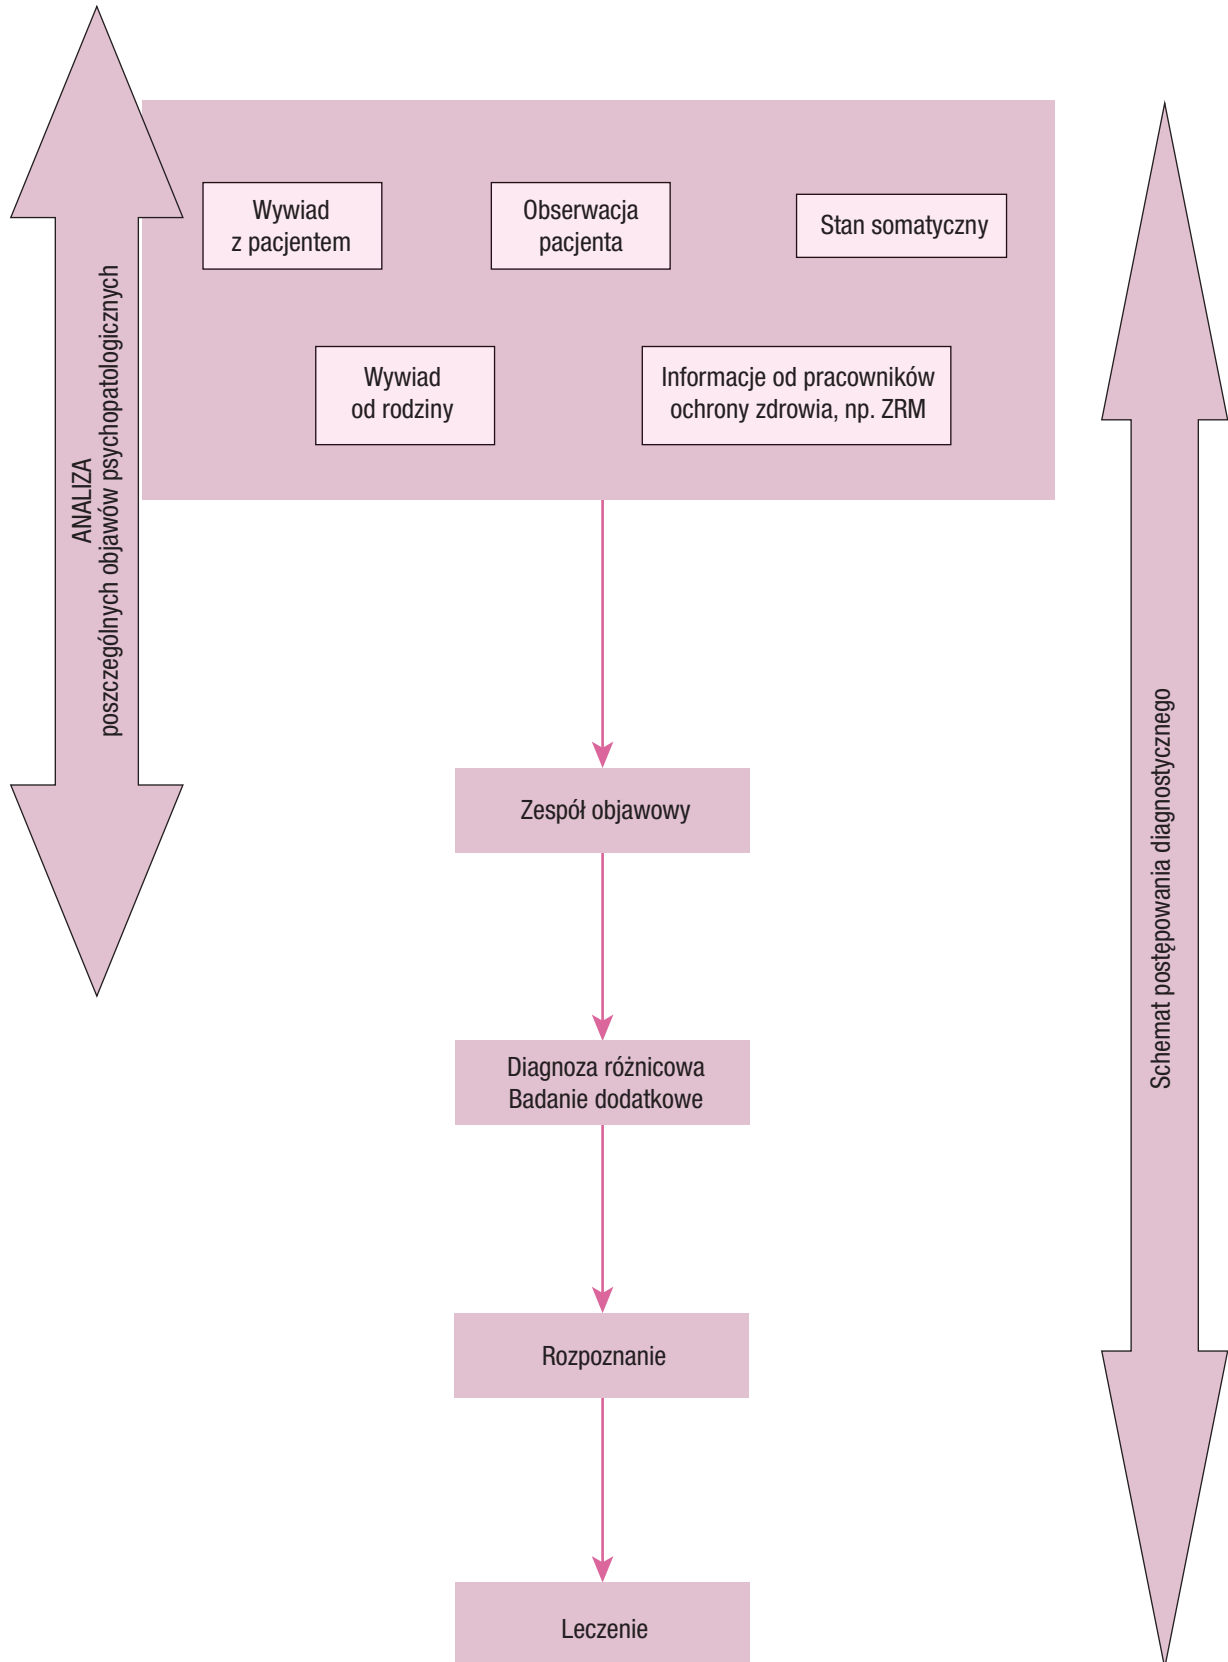 Wywiad
z pacjentem
Obserwacja
pacjenta
Stan somatyczny
Wywiad
od rodziny
Informacje od pracowników
ochrony zdrowia, np. ZRM
ANALIZA
poszczególnych objawów psychopatologicznych
Zespół objawowy
Diagnoza różnicowa
Badanie dodatkowe
Rozpoznanie
Leczenie
Schemat postępowania diagnostycznego